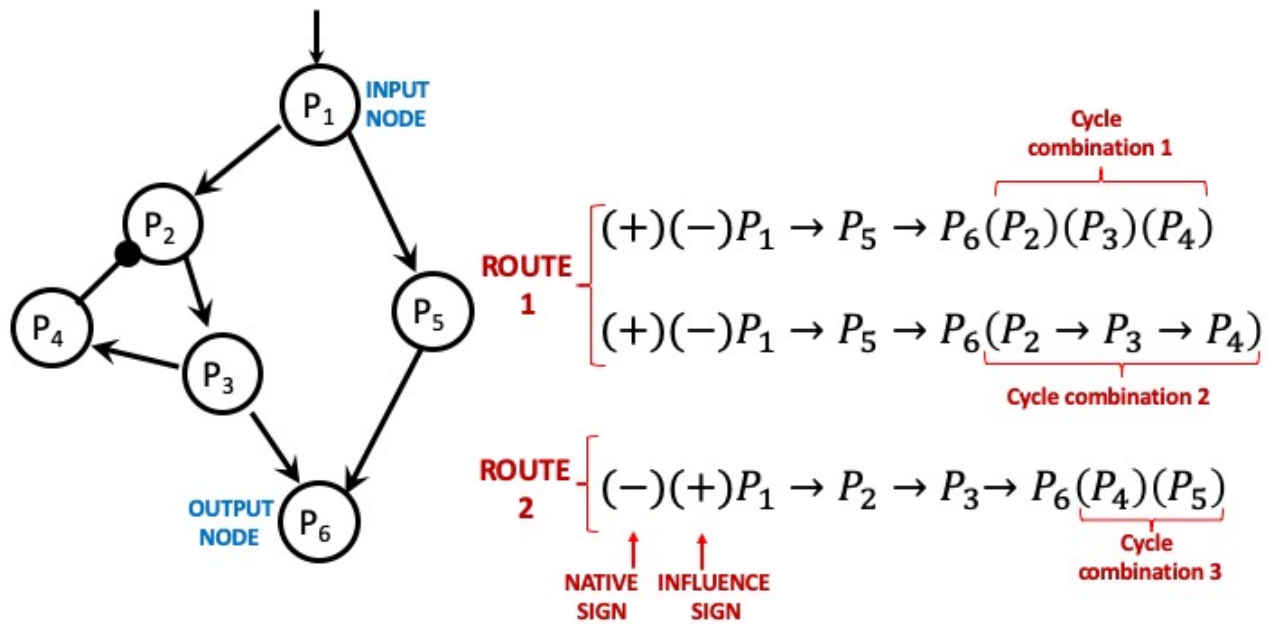 P₁
INPUT
NODE
P₂
P₄
P₃
P₅
OUTPUT
NODE
P₆
Cycle
combination 1
ROUTE
1
(+)(−)P₁ → P₅ → P₆(P₂)(P₃)(P₄)
(+)(−)P₁ → P₅ → P₆(P₂ → P₃ → P₄)
Cycle combination 2
ROUTE
2
(−)(+)P₁ → P₂ → P₃→ P₆(P₄)(P₅)
Cycle
combination 3
NATIVE
SIGN
INFLUENCE
SIGN